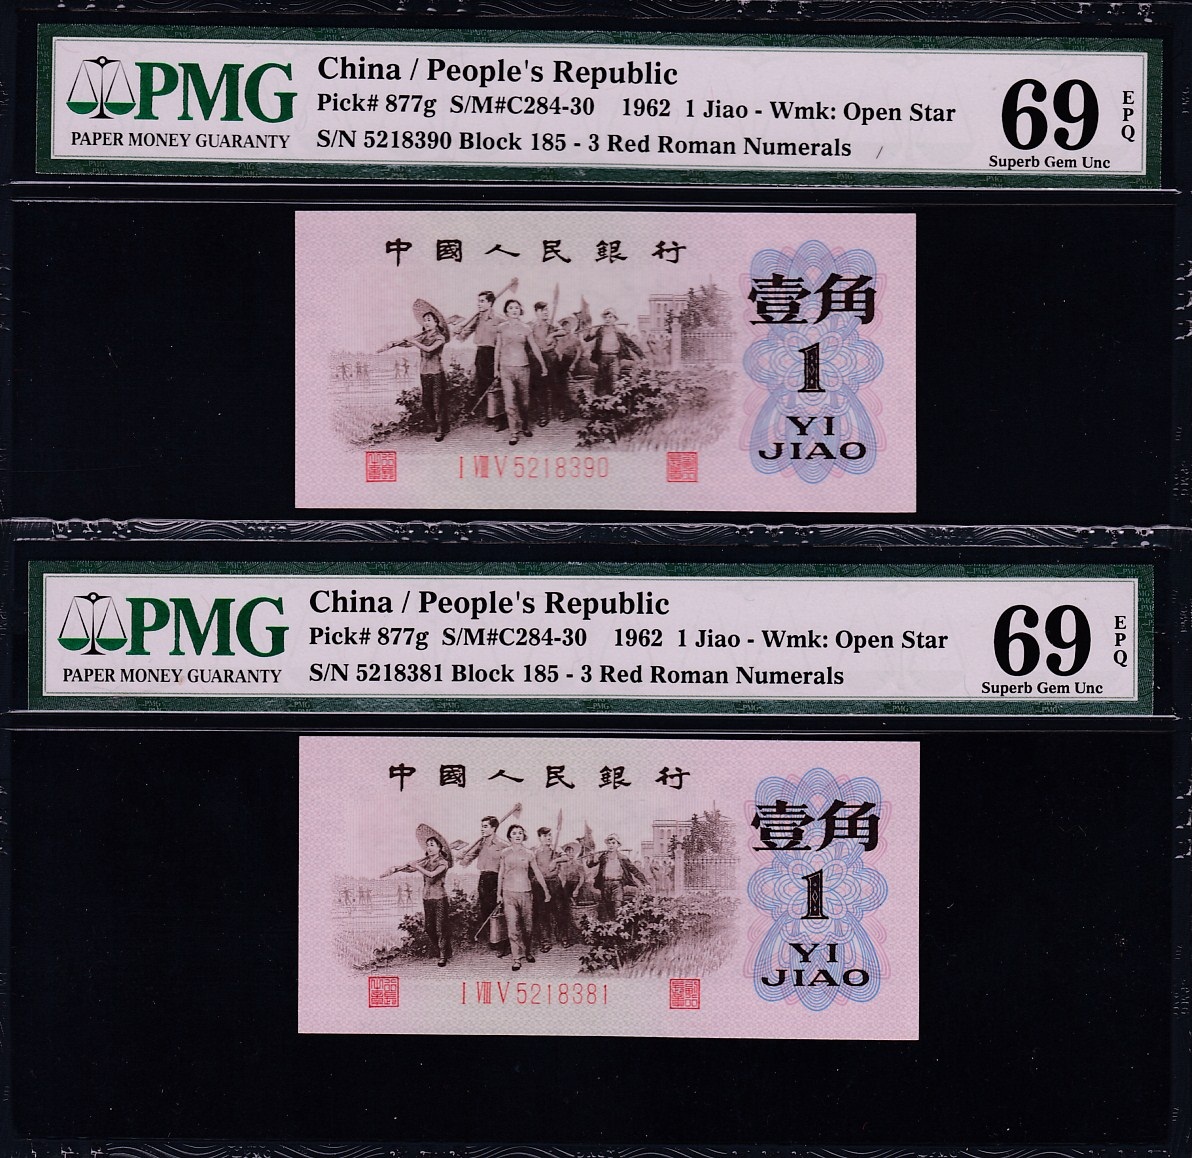 PMG
PAPER MONEY GUARANTY
China / People's Republic
Pick# 877g S/M#C284-30 1962 1 Jiao - Wmk: Open Star
S/N 5218390 Block 185 - 3 Red Roman Numerals
69
EPQ
Superb Gem Unc
中國人民銀行
壹角
1
YI
JIAO
I VIII V 5218390
PMG
PAPER MONEY GUARANTY
China / People's Republic
Pick# 877g S/M#C284-30 1962 1 Jiao - Wmk: Open Star
S/N 5218381 Block 185 - 3 Red Roman Numerals
69
EPQ
Superb Gem Unc
中國人民銀行
壹角
1
YI
JIAO
I VIII V 5218381